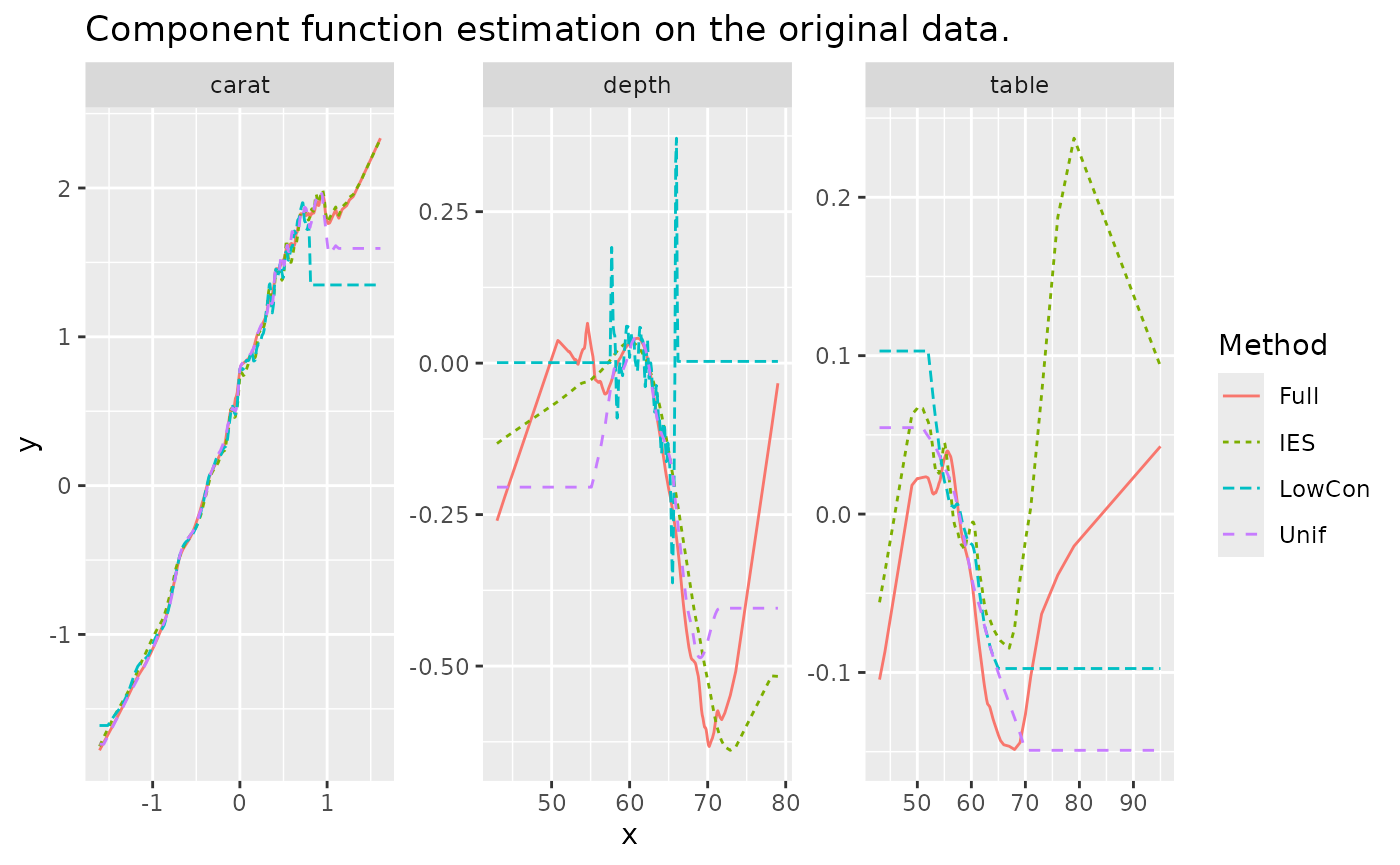 Component function estimation on the original data.
carat
depth
table
2
1
0
-1
0.25
0.00
-0.25
-0.50
0.2
0.1
0.0
-0.1
-1 0 1
50 60 70 80
50 60 70 80 90
x
y
Method
Full
IES
LowCon
Unif